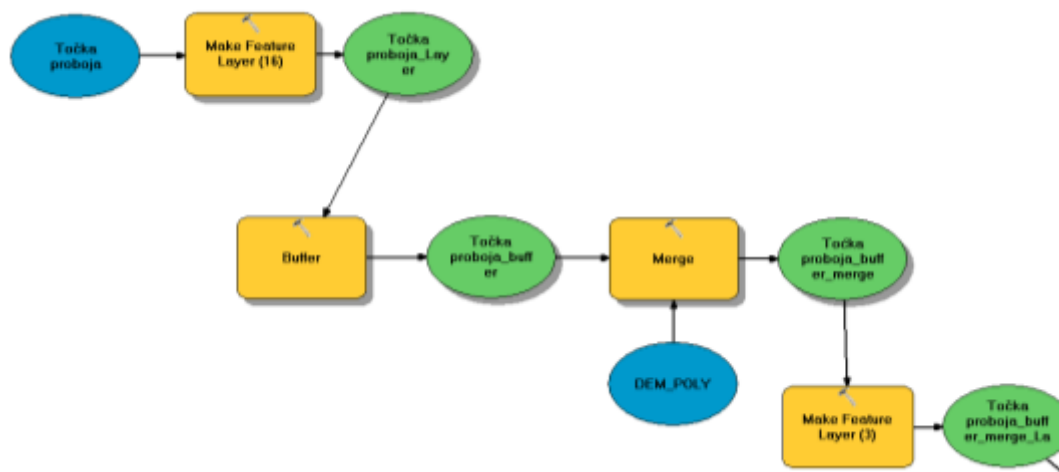 Točka
proboja
Make Feature
Layer (16)
Točka
proboja_Lay
er
Buffer
Točka
proboja_buff
er
Merge
Točka
proboja_buff
er_merge
DEM_POLY
Make Feature
Layer (3)
Točka
proboja_buff
er_merge_La